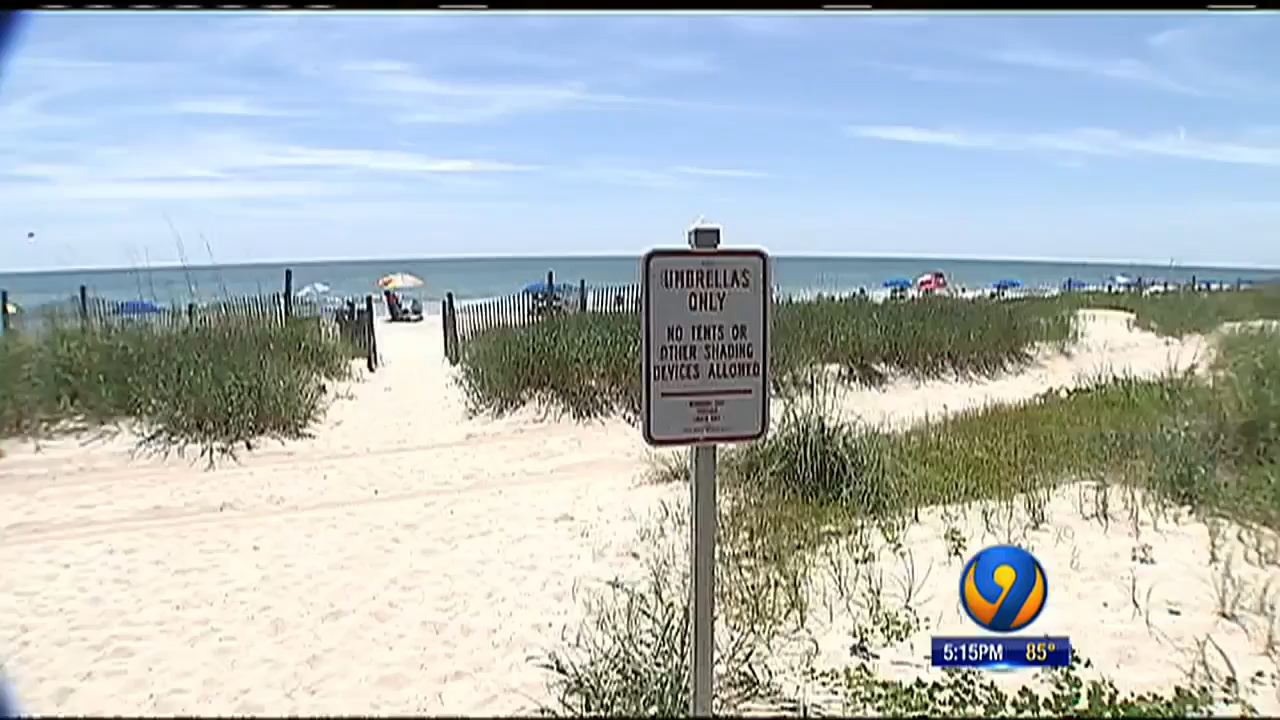 UMBRELLAS
ONLY
NO TENTS OR
OTHER SHADING
DEVICES ALLOWED
9
5:15PM 85°